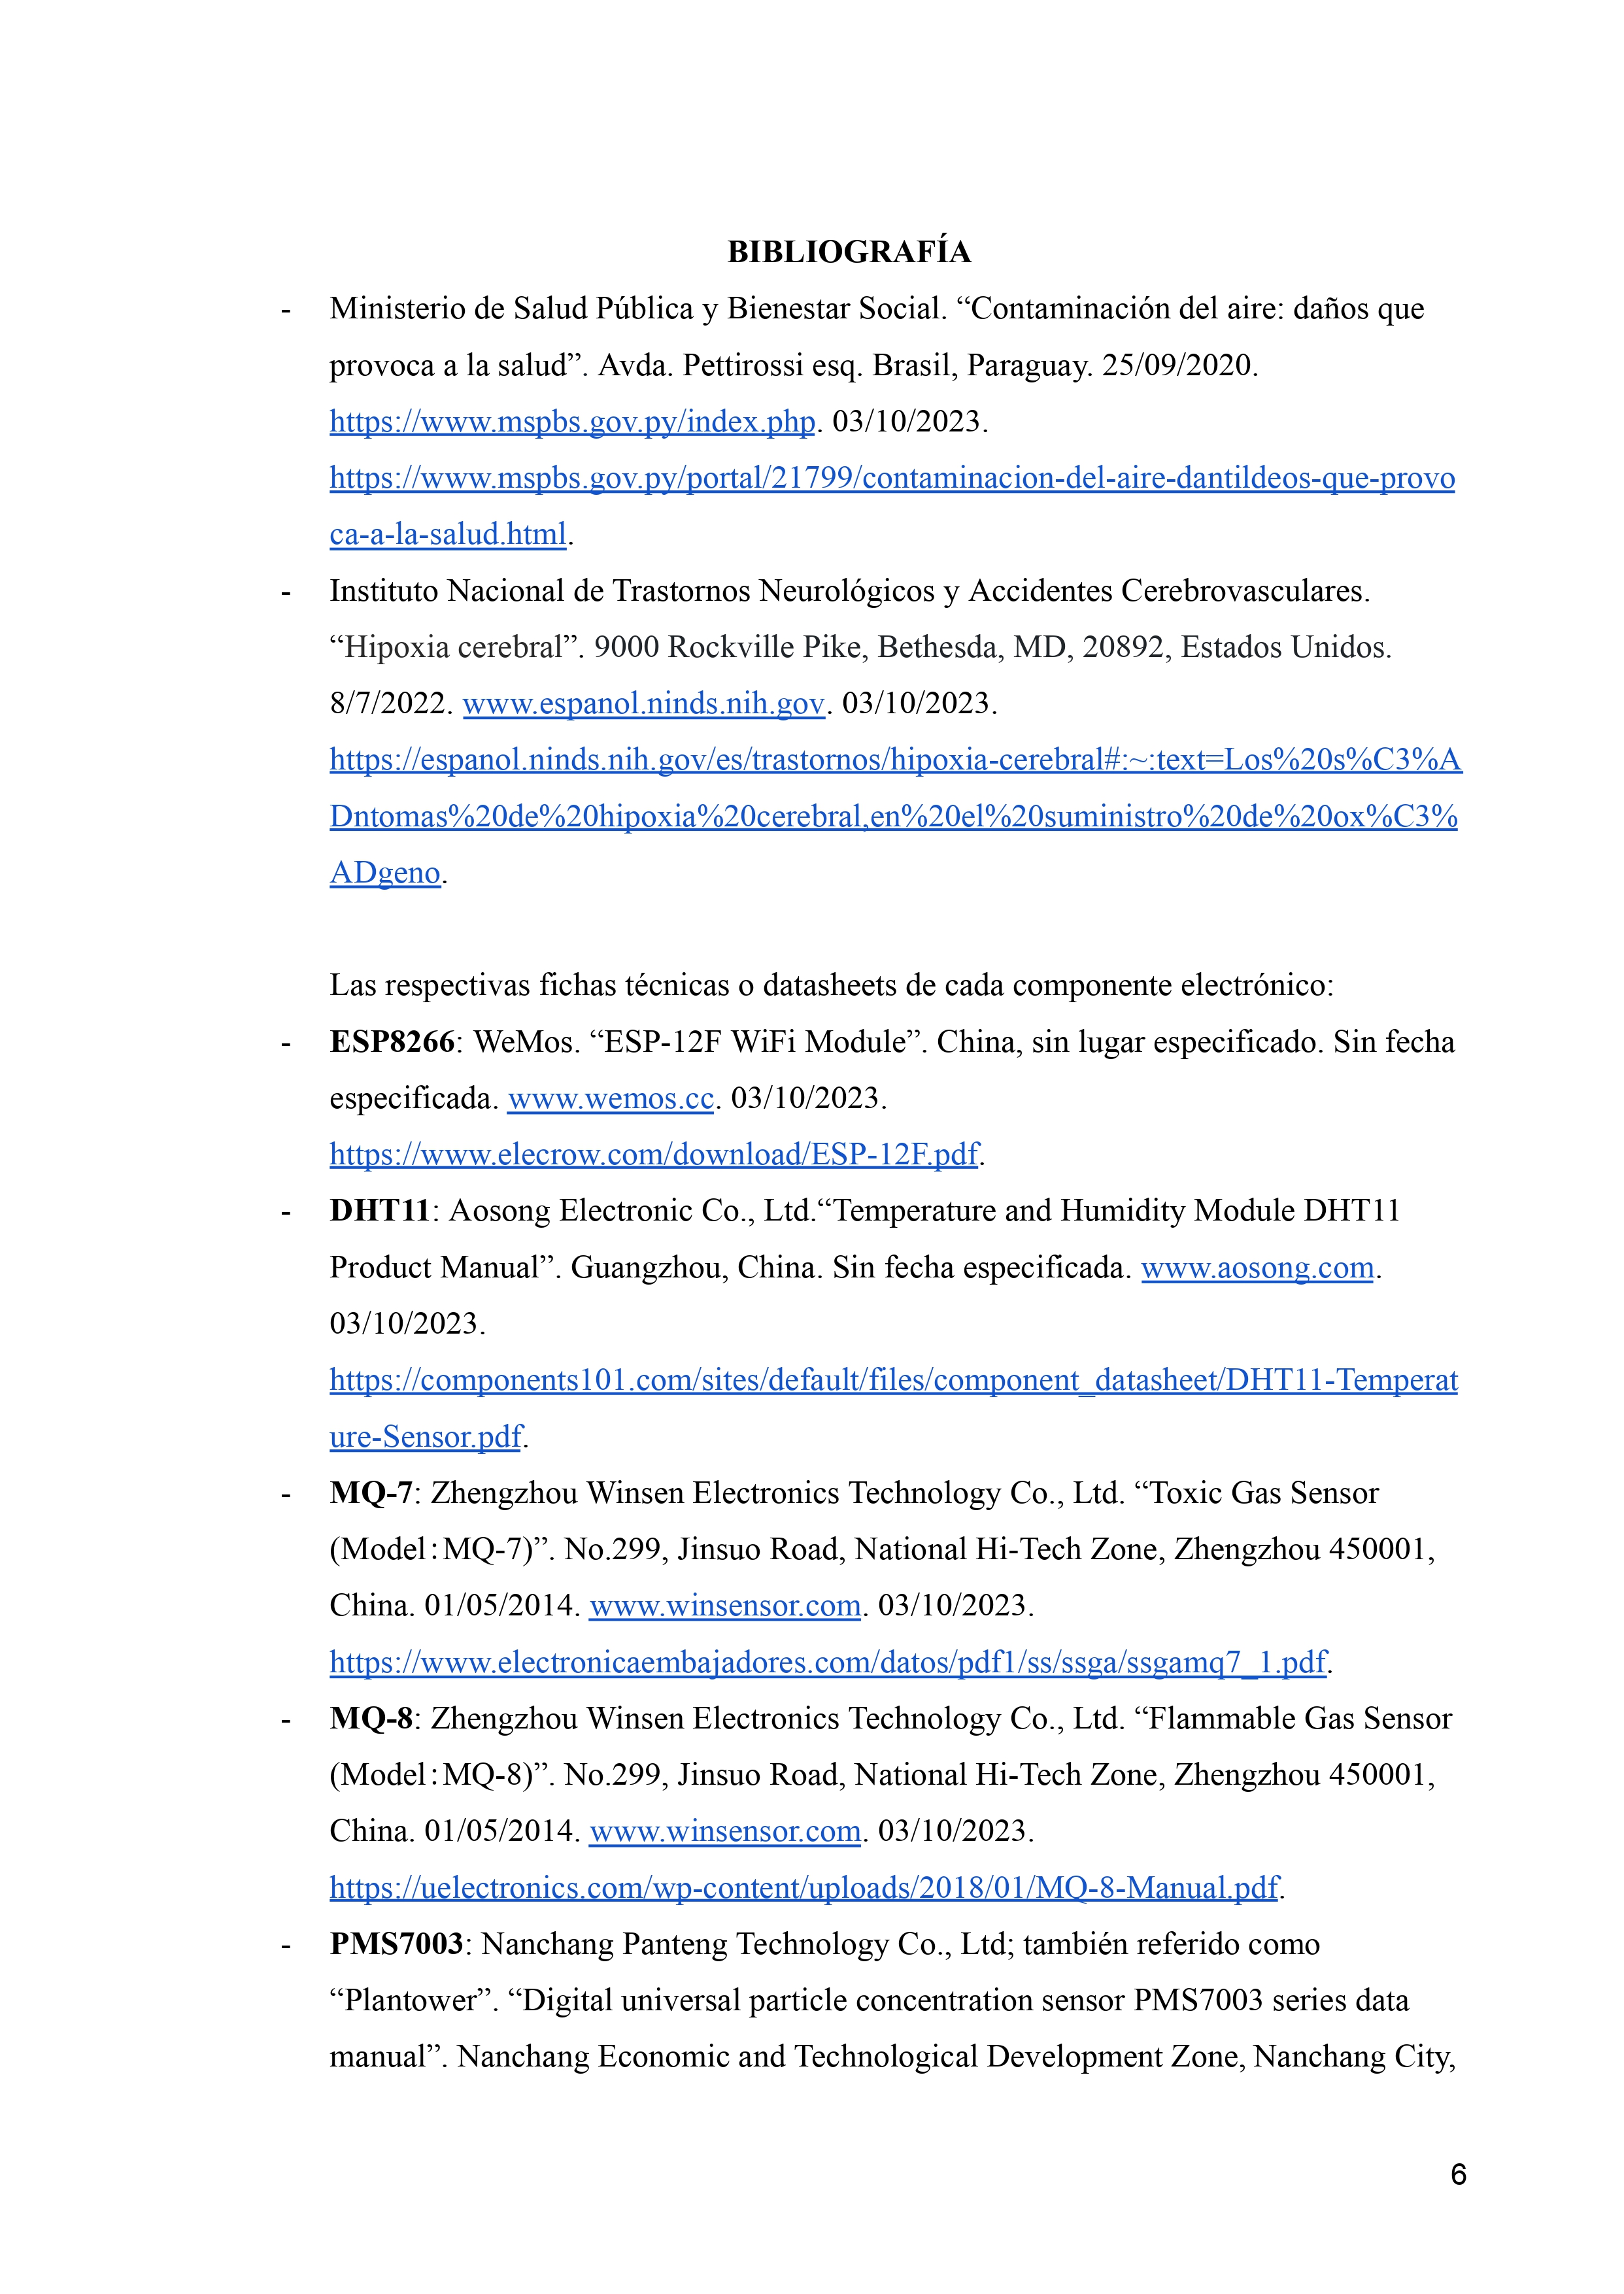 BIBLIOGRAFÍA
- Ministerio de Salud Pública y Bienestar Social. “Contaminación del aire: daños que
provoca a la salud”. Avda. Pettirossi esq. Brasil, Paraguay. 25/09/2020.
https://www.mspbs.gov.py/index.php. 03/10/2023.
https://www.mspbs.gov.py/portal/21799/contaminacion-del-aire-dantildeos-que-provo
ca-a-la-salud.html.
- Instituto Nacional de Trastornos Neurológicos y Accidentes Cerebrovasculares.
“Hipoxia cerebral”. 9000 Rockville Pike, Bethesda, MD, 20892, Estados Unidos.
8/7/2022. www.espanol.ninds.nih.gov. 03/10/2023.
https://espanol.ninds.nih.gov/es/trastornos/hipoxia-cerebral#:~:text=Los%20s%C3%A
Dntomas%20de%20hipoxia%20cerebral,en%20el%20suministro%20de%20ox%C3%
ADgeno.
Las respectivas fichas técnicas o datasheets de cada componente electrónico:
- ESP8266: WeMos. “ESP-12F WiFi Module”. China, sin lugar especificado. Sin fecha
especificada. www.wemos.cc. 03/10/2023.
https://www.elecrow.com/download/ESP-12F.pdf.
- DHT11: Aosong Electronic Co., Ltd.“Temperature and Humidity Module DHT11
Product Manual”. Guangzhou, China. Sin fecha especificada. www.aosong.com.
03/10/2023.
https://components101.com/sites/default/files/component_datasheet/DHT11-Temperat
ure-Sensor.pdf.
- MQ-7: Zhengzhou Winsen Electronics Technology Co., Ltd. “Toxic Gas Sensor
(Model：MQ-7)”. No.299, Jinsuo Road, National Hi-Tech Zone, Zhengzhou 450001,
China. 01/05/2014. www.winsensor.com. 03/10/2023.
https://www.electronicaembajadores.com/datos/pdf1/ss/ssga/ssgamq7_1.pdf.
- MQ-8: Zhengzhou Winsen Electronics Technology Co., Ltd. “Flammable Gas Sensor
(Model：MQ-8)”. No.299, Jinsuo Road, National Hi-Tech Zone, Zhengzhou 450001,
China. 01/05/2014. www.winsensor.com. 03/10/2023.
https://uelectronics.com/wp-content/uploads/2018/01/MQ-8-Manual.pdf.
- PMS7003: Nanchang Panteng Technology Co., Ltd; también referido como
“Plantower”. “Digital universal particle concentration sensor PMS7003 series data
manual”. Nanchang Economic and Technological Development Zone, Nanchang City,
6